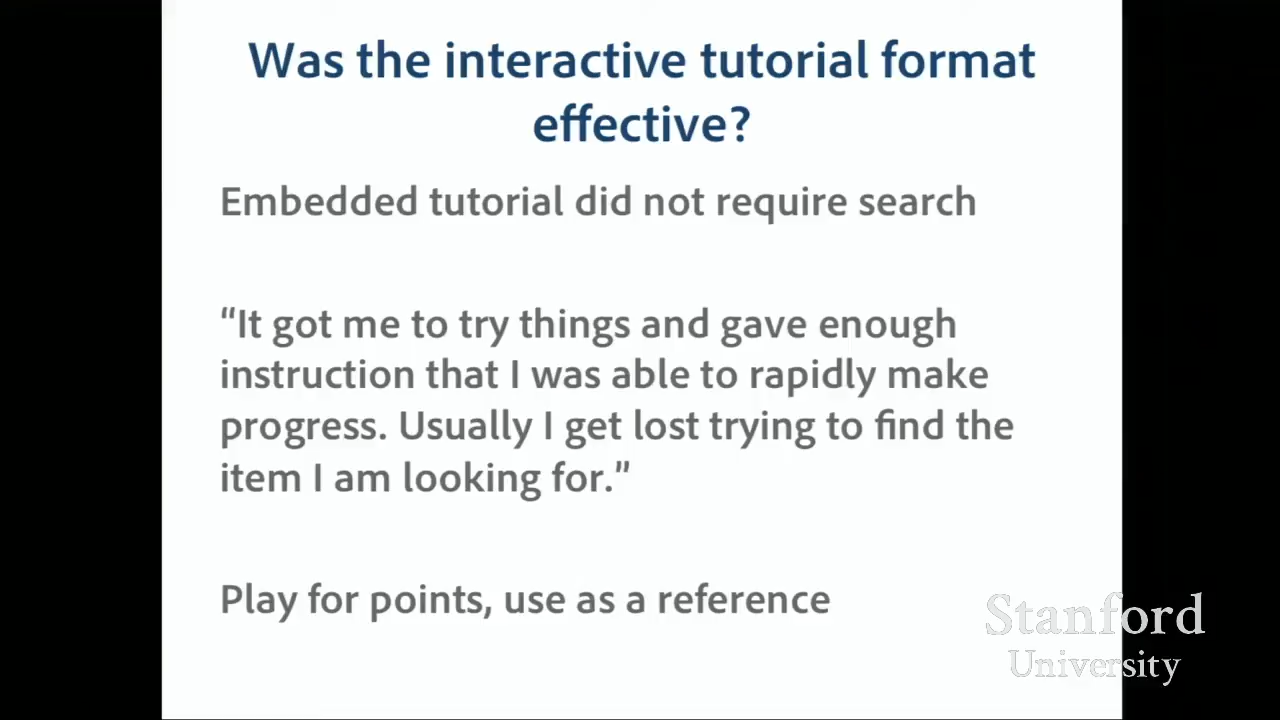 Was the interactive tutorial format
effective?
Embedded tutorial did not require search
“It got me to try things and gave enough
instruction that I was able to rapidly make
progress. Usually I get lost trying to find the
item I am looking for.”
Play for points, use as a reference
Stanford
University